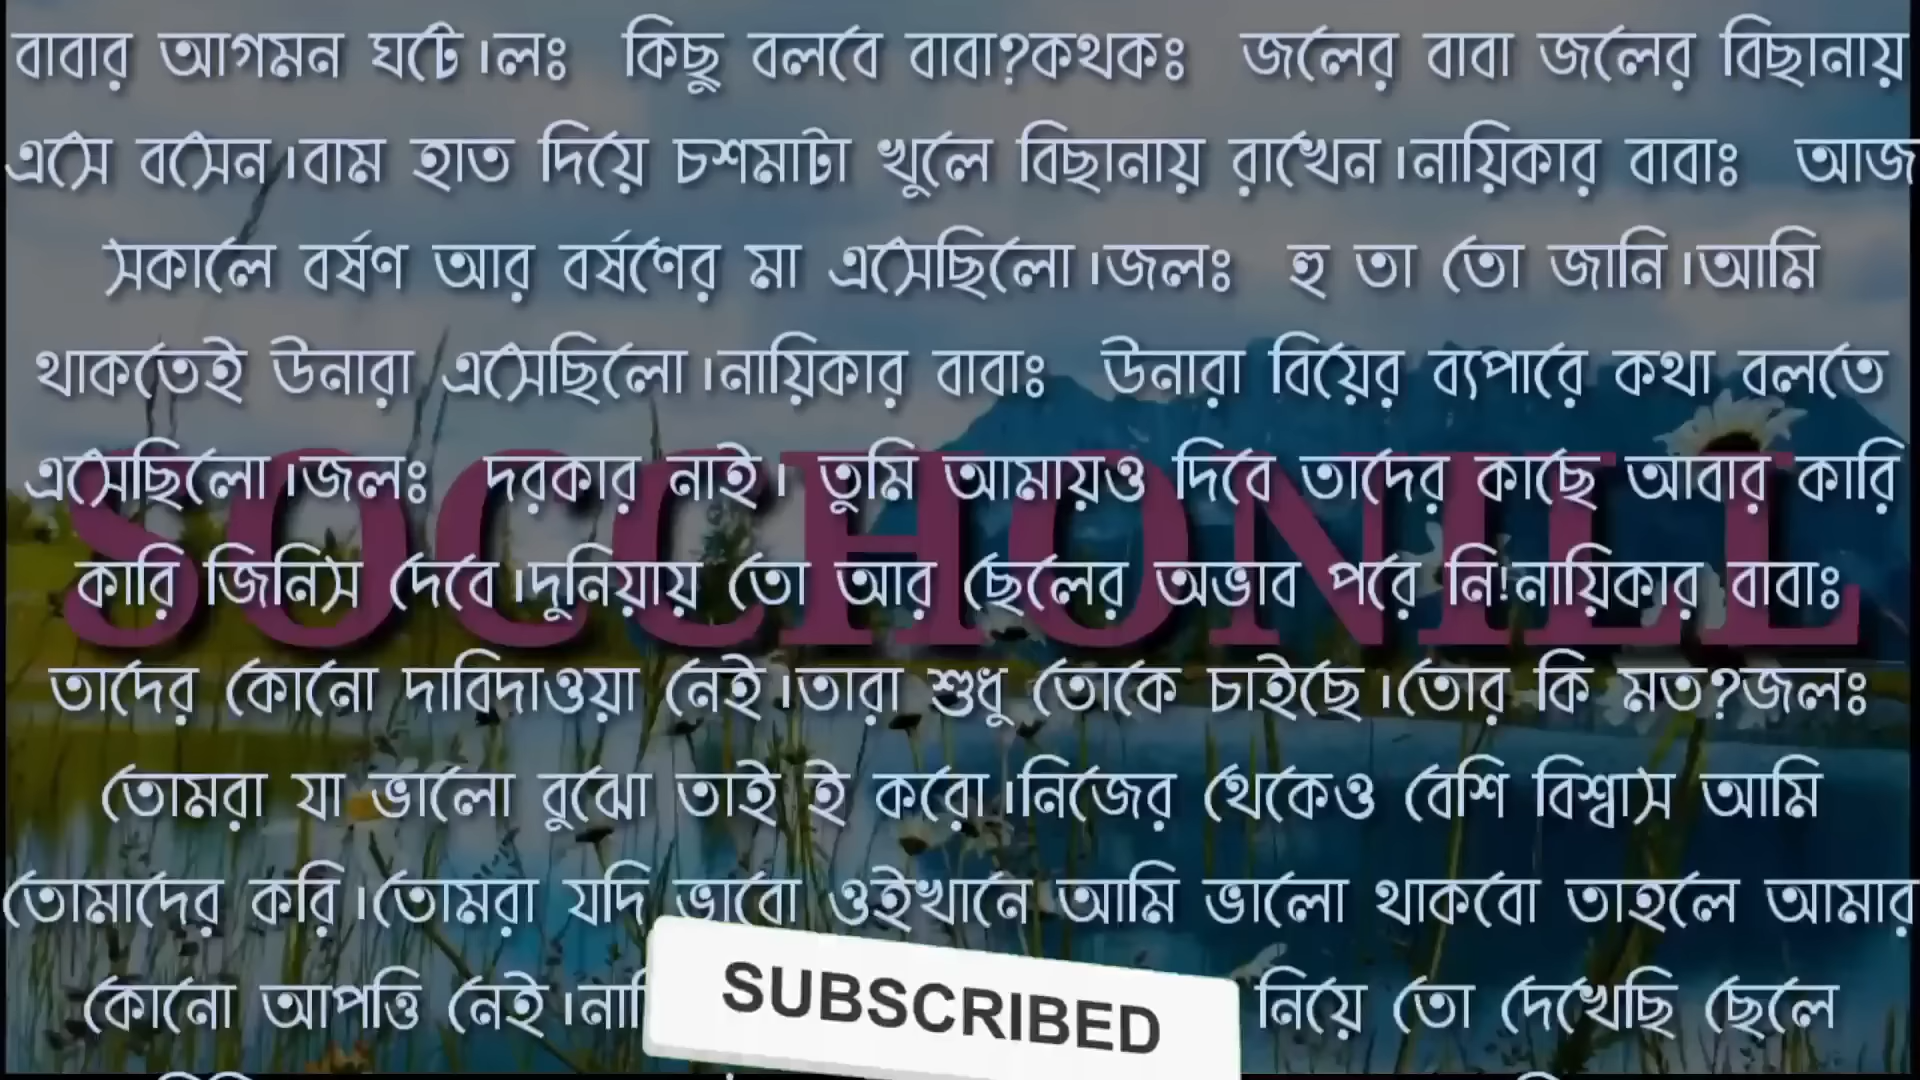 বাবার আগমন ঘটে।লঃ কিছু বলবে বাবা?কথকঃ জলের বাবা জলের বিছানায়
এসে বসেন।বাম হাত দিয়ে চশমাটা খুলে বিছানায় রাখেন।নায়িকার বাবাঃ আজ
সকালে বর্ষণ আর বর্ষণের মা এসেছিলো।জলঃ হু তা তো জানি।আমি
থাকতেই উনারা এসেছিলো।নায়িকার বাবাঃ উনারা বিয়ের ব্যপারে কথা বলতে
এসেছিলো।জলঃ দরকার নাই। তুমি আমায়ও দিবে তাদের কাছে আবার কারি
কারি জিনিস দেবে।দুনিয়ায় তো আর ছেলের অভাব পরে নি!নায়িকার বাবাঃ
SOCCHONILL
তাদের কোনো দাবিদাওয়া নেই।তারা শুধু তোকে চাইছে।তোর কি মত?জলঃ
তোমরা যা ভালো বুঝো তাই ই করো।নিজের থেকেও বেশি বিশ্বাস আমি
তোমাদের করি।তোমরা যদি ভাবো ওইখানে আমি ভালো থাকবো তাহলে আমার
কোনো আপত্তি নেই। নিয়ে তো দেখেছি ছেলে
SUBSCRIBED